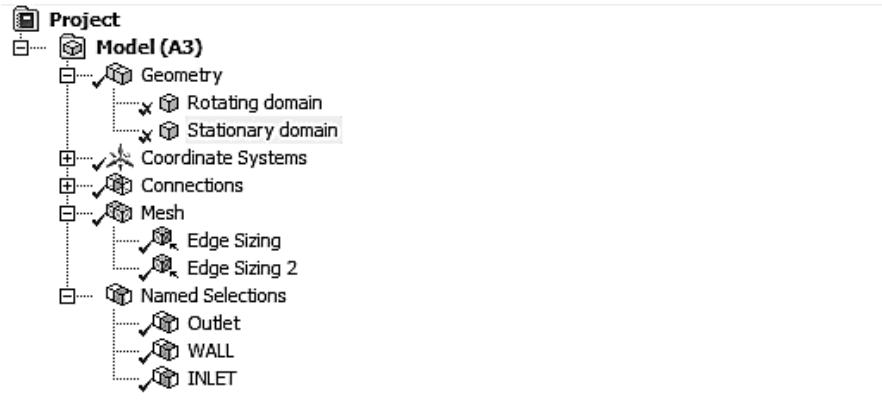 Project
Model (A3)
Geometry
Rotating domain
Stationary domain
Coordinate Systems
Connections
Mesh
Edge Sizing
Edge Sizing 2
Named Selections
Outlet
WALL
INLET